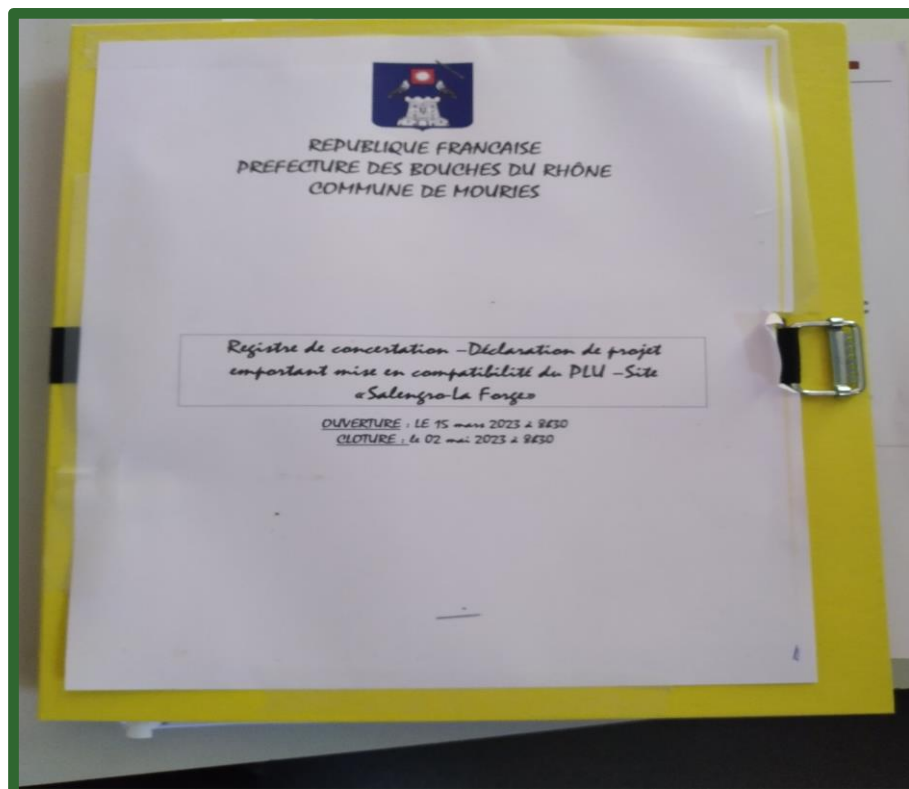 REPUBLIQUE FRANCAISE
PREFECTURE DES BOUCHES DU RHÔNE
COMMUNE DE MOURIES
Registre de concertation –Déclaration de projet
emportant mise en compatibilité du PLU –Site
«Salengro-La Forge»
OUVERTURE : LE 15 mars 2023 à 8h30
CLOTURE : le 02 mai 2023 à 8h30